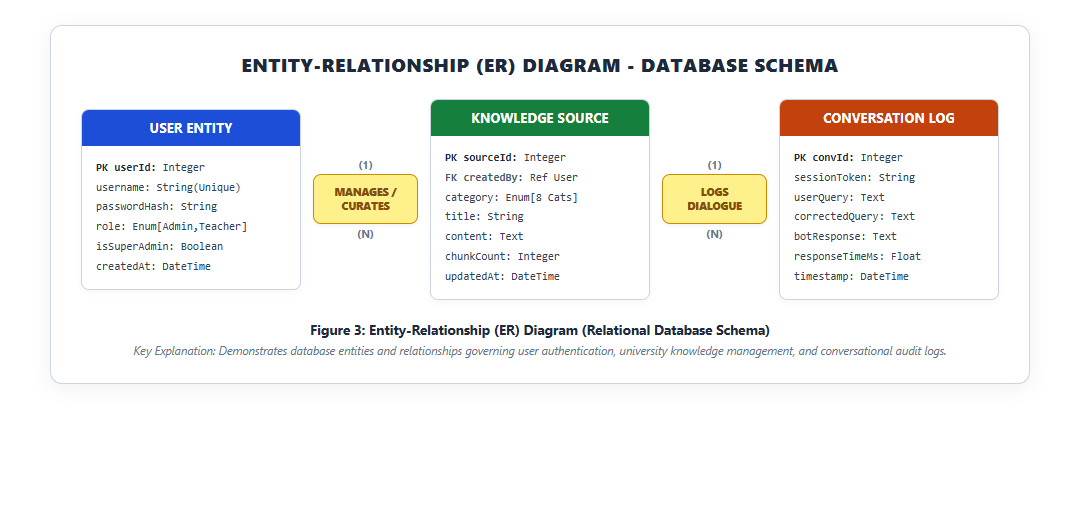 ENTITY-RELATIONSHIP (ER) DIAGRAM - DATABASE SCHEMA
USER ENTITY
PK userId: Integer
username: String(Unique)
passwordHash: String
role: Enum[Admin,Teacher]
isSuperAdmin: Boolean
createdAt: DateTime
(1)
MANAGES /
CURATES
(N)
KNOWLEDGE SOURCE
PK sourceId: Integer
FK createdBy: Ref User
category: Enum[8 Cats]
title: String
content: Text
chunkCount: Integer
updatedAt: DateTime
(1)
LOGS
DIALOGUE
(N)
CONVERSATION LOG
PK convId: Integer
sessionToken: String
userQuery: Text
correctedQuery: Text
botResponse: Text
responseTimeMs: Float
timestamp: DateTime
Figure 3: Entity-Relationship (ER) Diagram (Relational Database Schema)
Key Explanation: Demonstrates database entities and relationships governing user authentication, university knowledge management, and conversational audit logs.